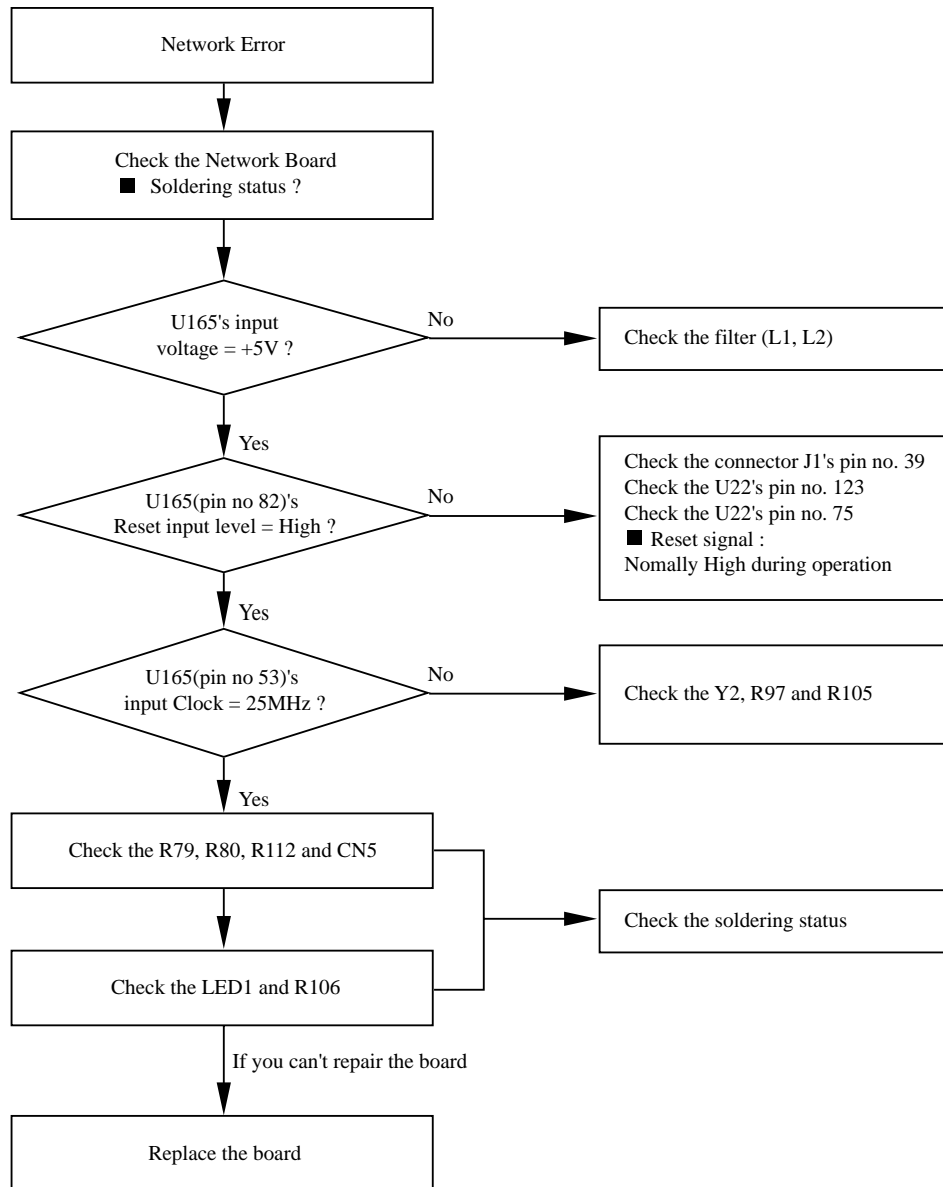 Network Error
Check the Network Board
■ Soldering status ?
U165's input
voltage = +5V ?
No
Check the filter (L1, L2)
Yes
U165(pin no 82)'s
Reset input level = High ?
No
Check the connector J1's pin no. 39
Check the U22's pin no. 123
Check the U22's pin no. 75
■ Reset signal :
Nomally High during operation
Yes
U165(pin no 53)'s
input Clock = 25MHz ?
No
Check the Y2, R97 and R105
Yes
Check the R79, R80, R112 and CN5
Check the soldering status
Check the LED1 and R106
If you can't repair the board
Replace the board